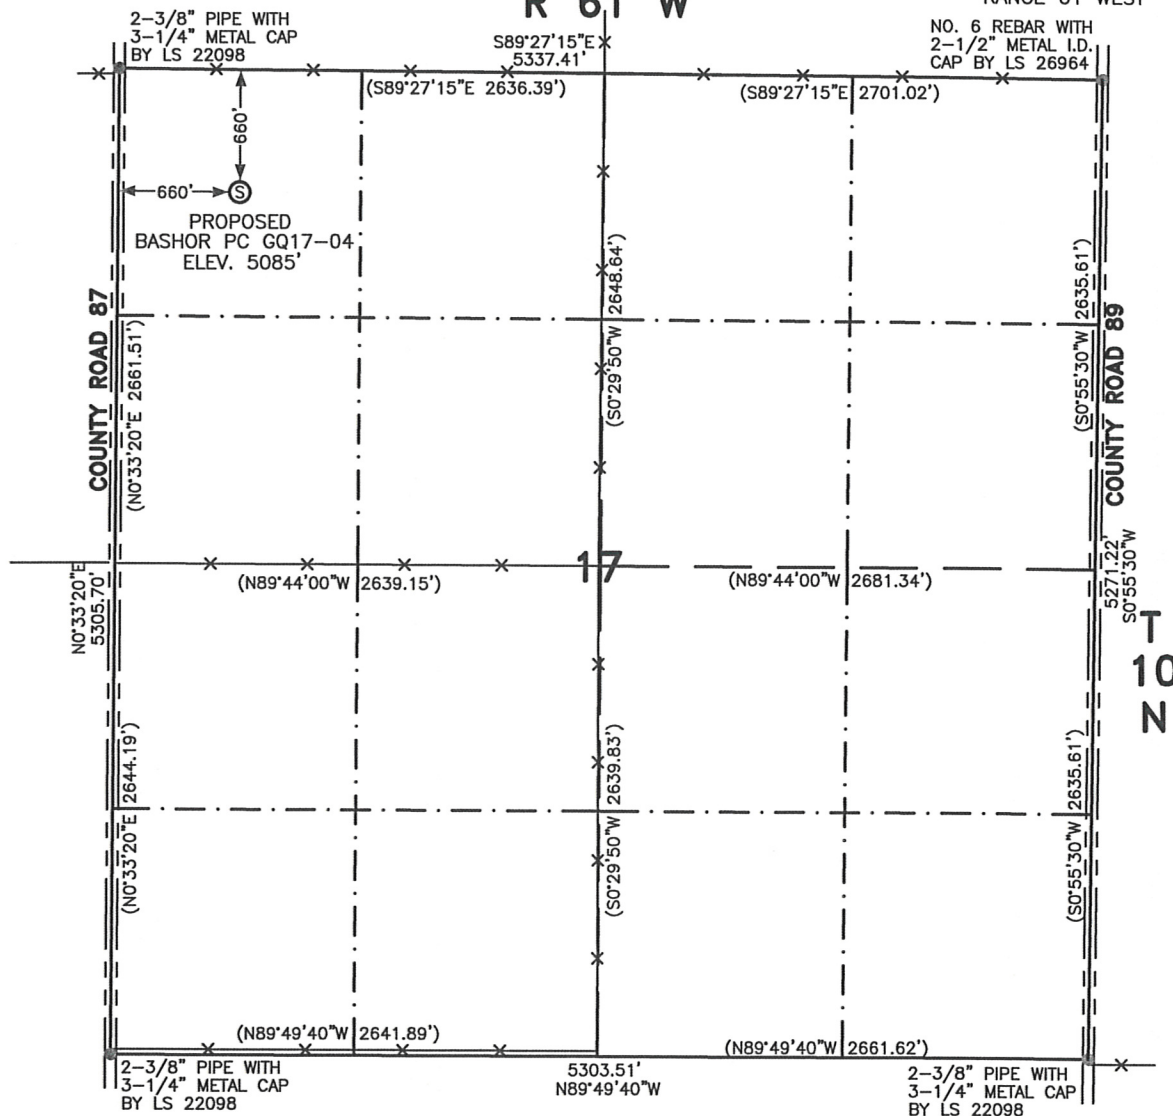 R 61 W
RANGE 61 WEST
2-3/8" PIPE WITH
3-1/4" METAL CAP
BY LS 22098
S89°27'15"E
5337.41'
NO. 6 REBAR WITH
2-1/2" METAL I.D.
CAP BY LS 26964
(S89°27'15"E 2636.39')
(S89°27'15"E 2701.02')
660'
660'
S
PROPOSED
BASHOR PC GQ17-04
ELEV. 5085'
COUNTY ROAD 87
(N0°33'20"E 2661.51')
(S0°29'50"W 2648.64')
(S0°55'30"W 2635.61')
COUNTY ROAD 89
17
(N89°44'00"W 2639.15')
(N89°44'00"W 2681.34')
N0°33'20"E
5305.70'
5271.22'
S0°55'30"W
T
10
N
(N0°33'20"E 2644.19')
(S0°29'50"W 2639.83')
(S0°55'30"W 2635.61')
(N89°49'40"W 2641.89')
(N89°49'40"W 2661.62')
2-3/8" PIPE WITH
3-1/4" METAL CAP
BY LS 22098
5303.51'
N89°49'40"W
2-3/8" PIPE WITH
3-1/4" METAL CAP
BY LS 22098